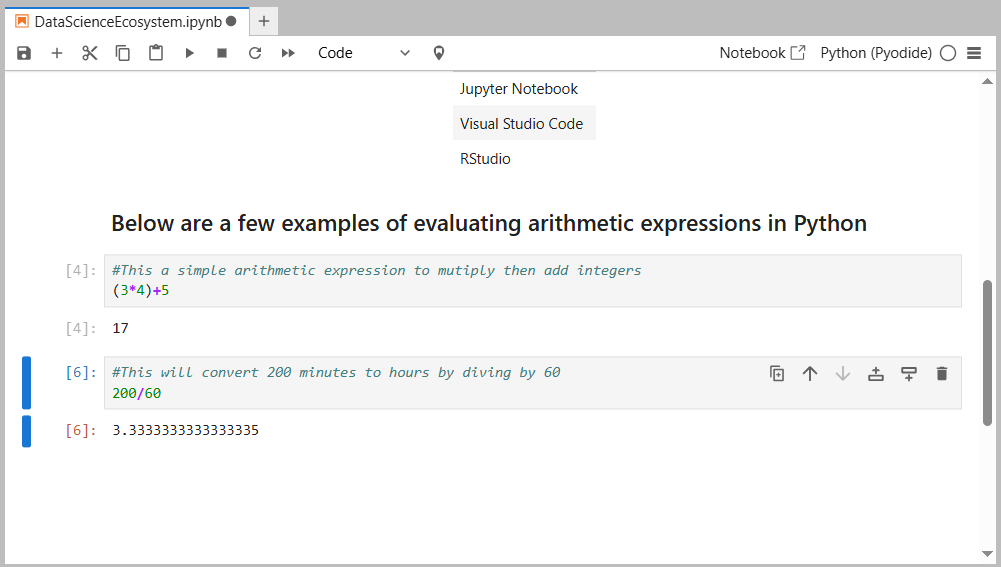 DataScienceEcosystem.ipynb
Code
Notebook
Python (Pyodide)
Jupyter Notebook
Visual Studio Code
RStudio
Below are a few examples of evaluating arithmetic expressions in Python
[4]: #This a simple arithmetic expression to mutiply then add integers
(3*4)+5
[4]: 17
[6]: #This will convert 200 minutes to hours by diving by 60
200/60
[6]: 3.3333333333333335